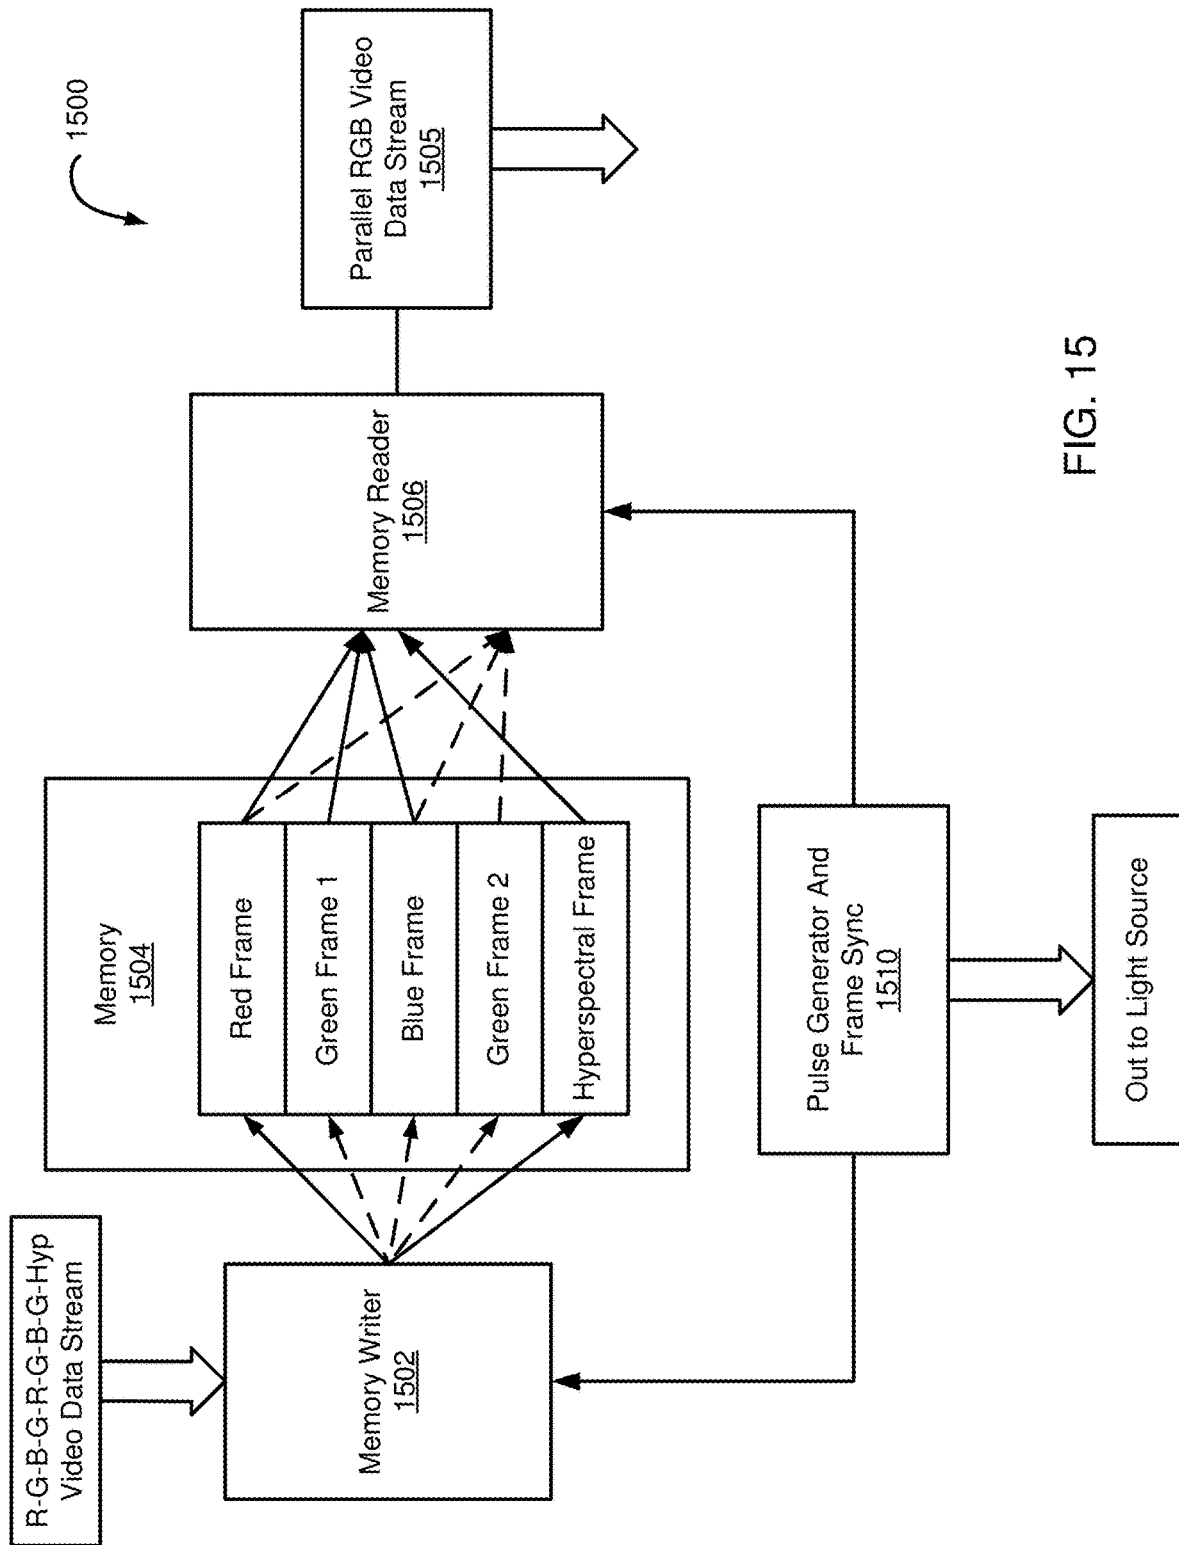 1500
R-G-B-G-R-G-B-G-Hyp
Video Data Stream
Memory Writer
1502
Memory
1504
Red Frame
Green Frame 1
Blue Frame
Green Frame 2
Hyperspectral Frame
Memory Reader
1506
Parallel RGB Video
Data Stream
1505
Pulse Generator And
Frame Sync
1510
Out to Light Source
FIG. 15